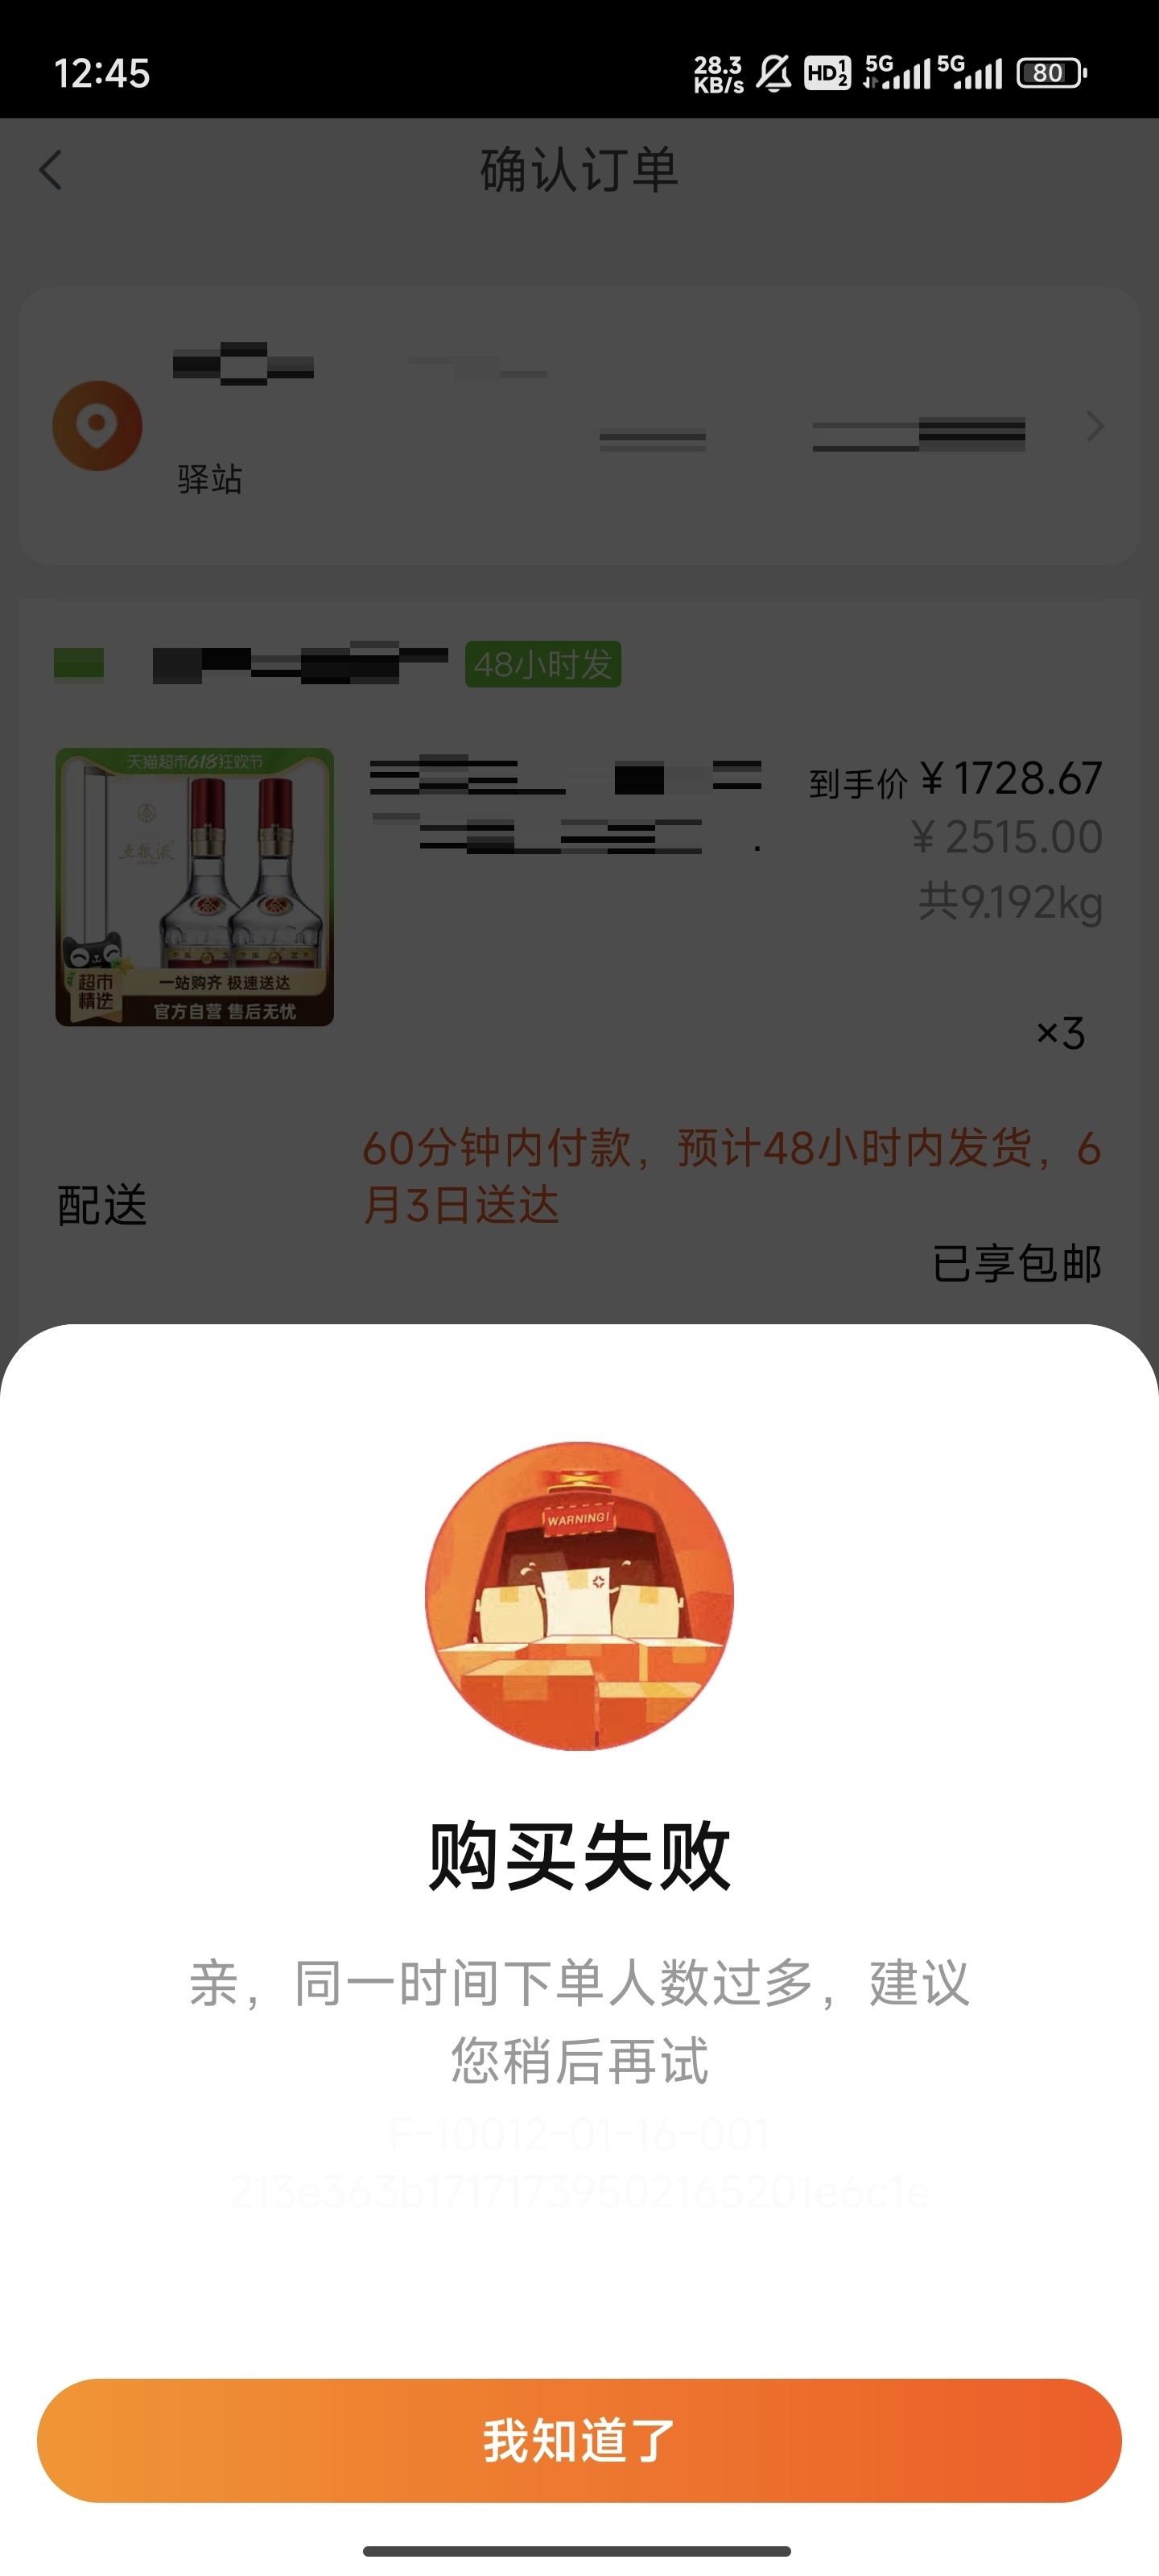 12:45
28.3
KB/s
HD 1
2
5G
5G
80
确认订单
驿站
48小时发
天猫超市618狂欢节
五粮液
超市
精选
一站购齐 极速送达
官方自营 售后无忧
到手价 ¥1728.67
¥2515.00
共9.192kg
×3
配送
60分钟内付款，预计48小时内发货，6
月3日送达
已享包邮
WARNING!
购买失败
亲，同一时间下单人数过多，建议
您稍后再试
F-10012-01-16-001
213e363b17171739502165201e6c1e
我知道了